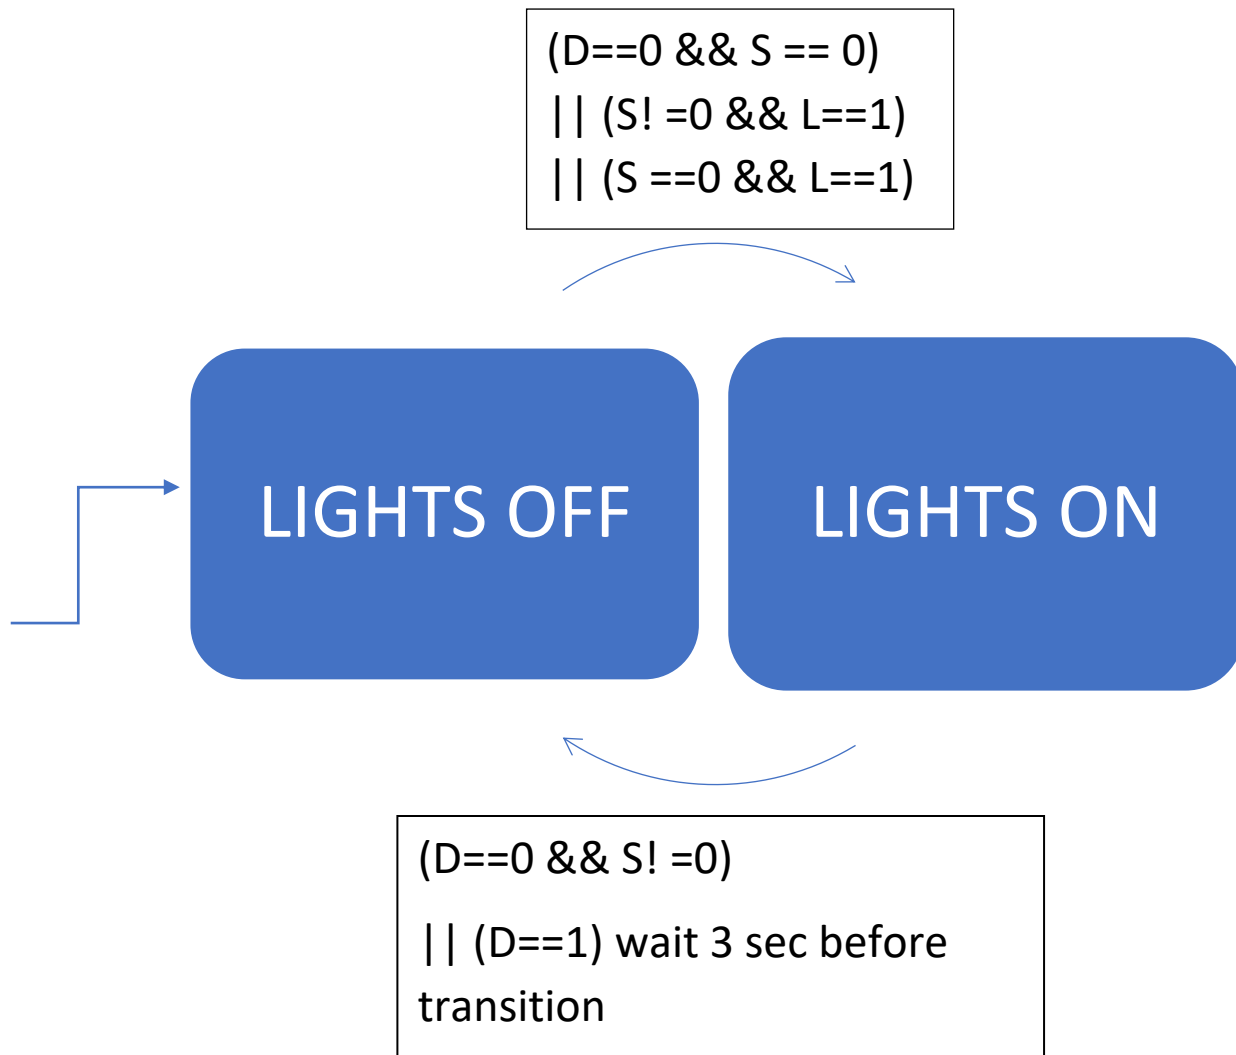 (D==0 && S == 0)
|| (S! =0 && L==1)
|| (S ==0 && L==1)
LIGHTS OFF
LIGHTS ON
(D==0 && S! =0)
|| (D==1) wait 3 sec before
transition